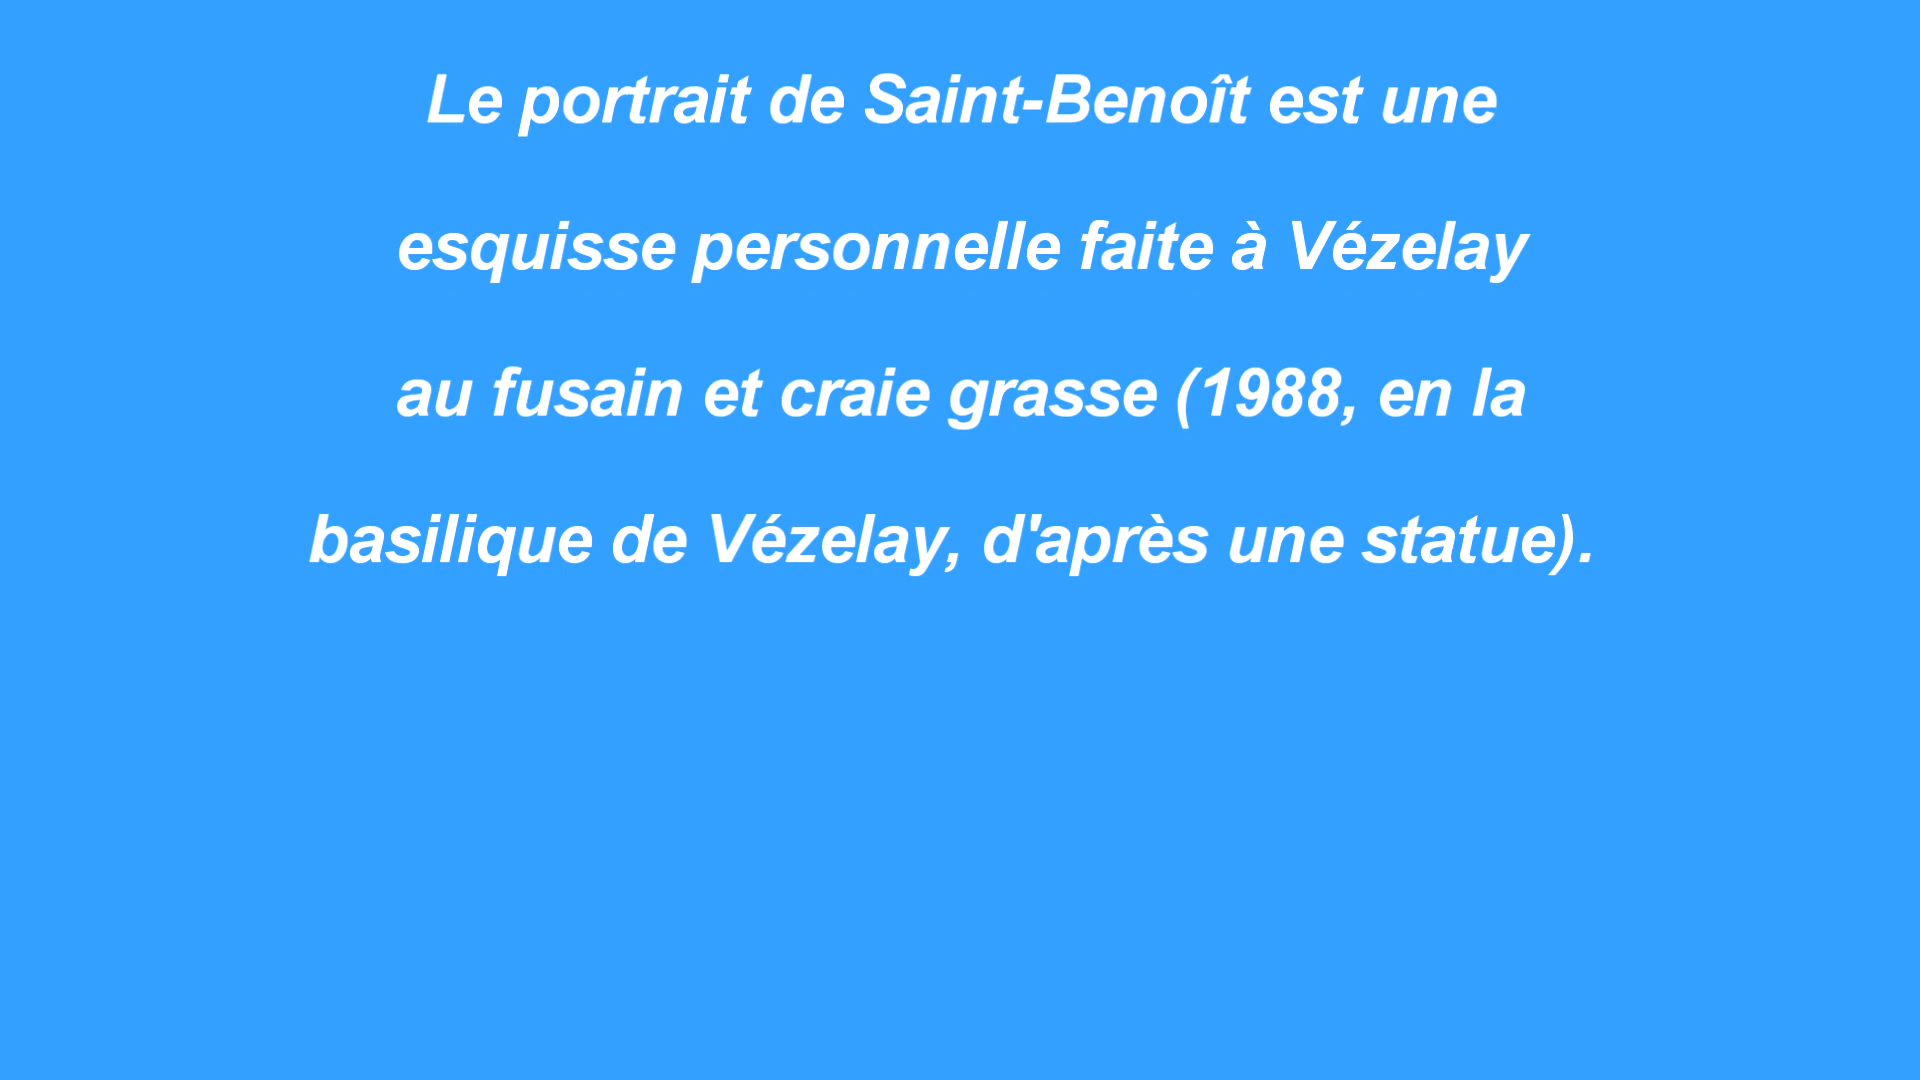 Le portrait de Saint-Benoît est une
esquisse personnelle faite à Vézelay
au fusain et craie grasse (1988, en la
basilique de Vézelay, d'après une statue).